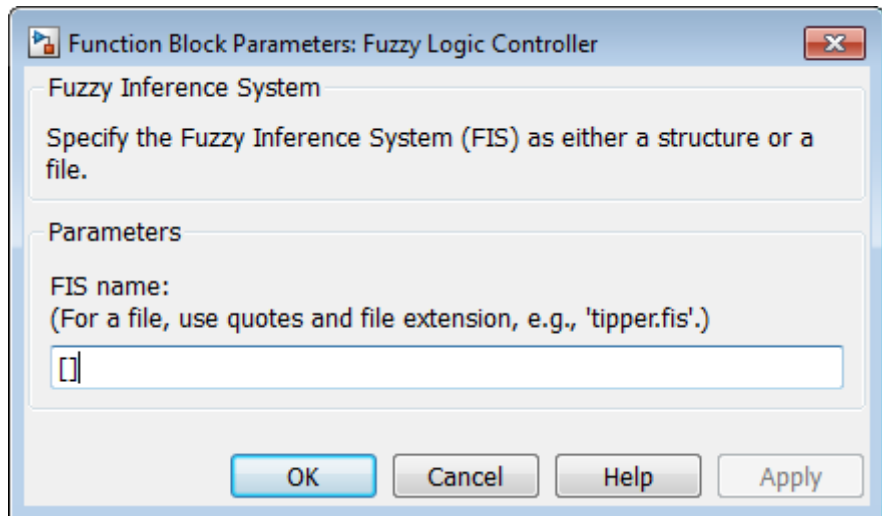 Function Block Parameters: Fuzzy Logic Controller
Fuzzy Inference System
Specify the Fuzzy Inference System (FIS) as either a structure or a
file.
Parameters
FIS name:
(For a file, use quotes and file extension, e.g., 'tipper.fis'.)
[]
OK Cancel Help Apply